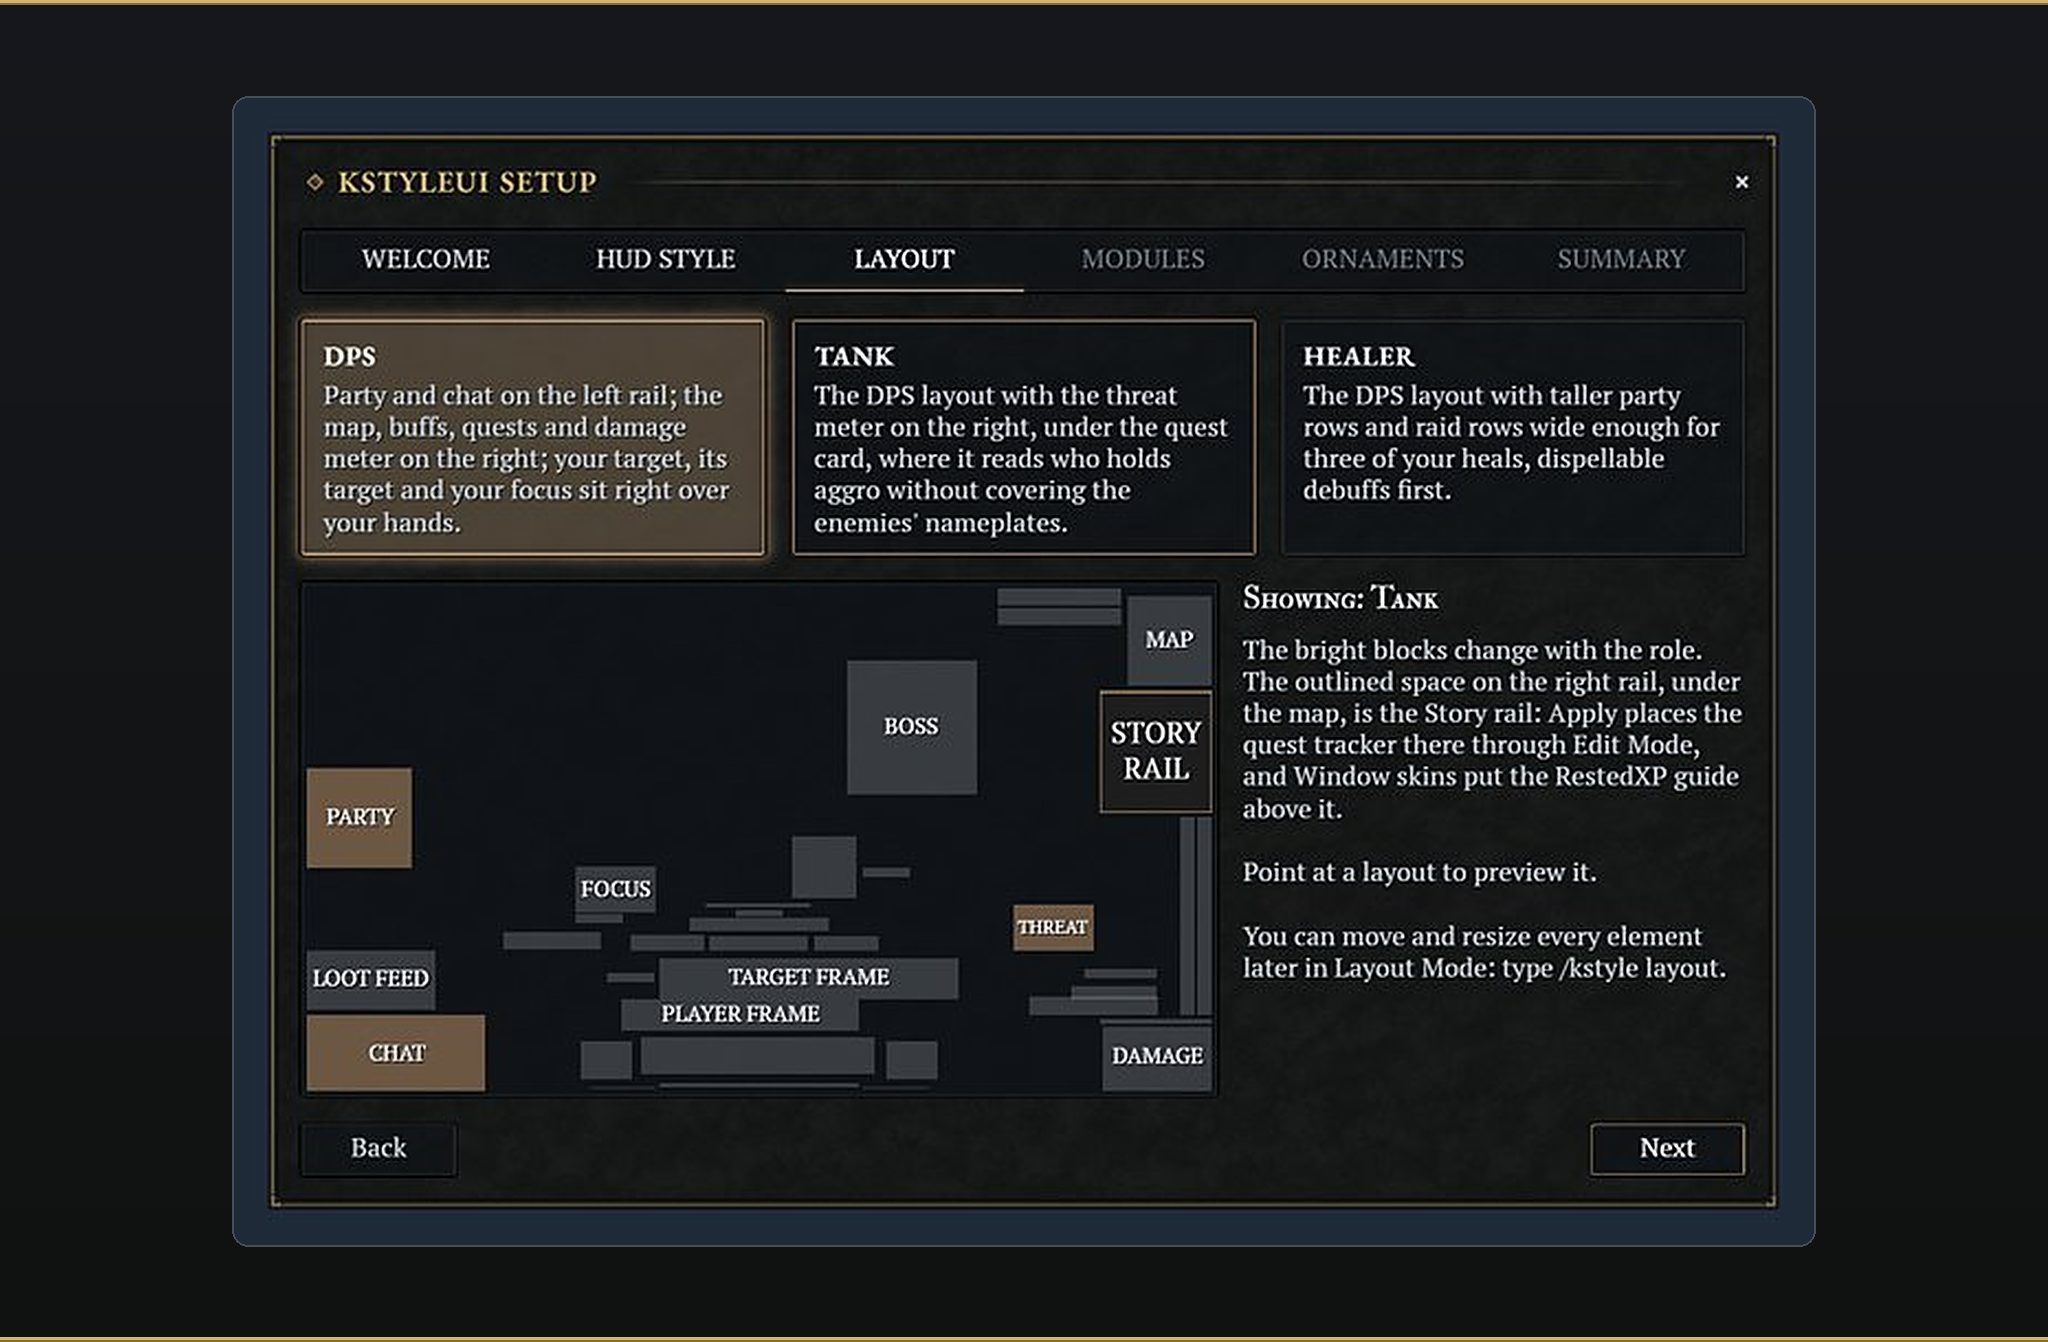 KSTYLEUI SETUP
×
WELCOME
HUD STYLE
LAYOUT
MODULES
ORNAMENTS
SUMMARY
DPS
Party and chat on the left rail; the
map, buffs, quests and damage
meter on the right; your target, its
target and your focus sit right over
your hands.
TANK
The DPS layout with the threat
meter on the right, under the quest
card, where it reads who holds
aggro without covering the
enemies' nameplates.
HEALER
The DPS layout with taller party
rows and raid rows wide enough for
three of your heals, dispellable
debuffs first.
MAP
BOSS
STORY
RAIL
PARTY
FOCUS
THREAT
LOOT FEED
TARGET FRAME
PLAYER FRAME
CHAT
DAMAGE
Showing: Tank
The bright blocks change with the role.
The outlined space on the right rail, under
the map, is the Story rail: Apply places the
quest tracker there through Edit Mode,
and Window skins put the RestedXP guide
above it.
Point at a layout to preview it.
You can move and resize every element
later in Layout Mode: type /kstyle layout.
Back
Next